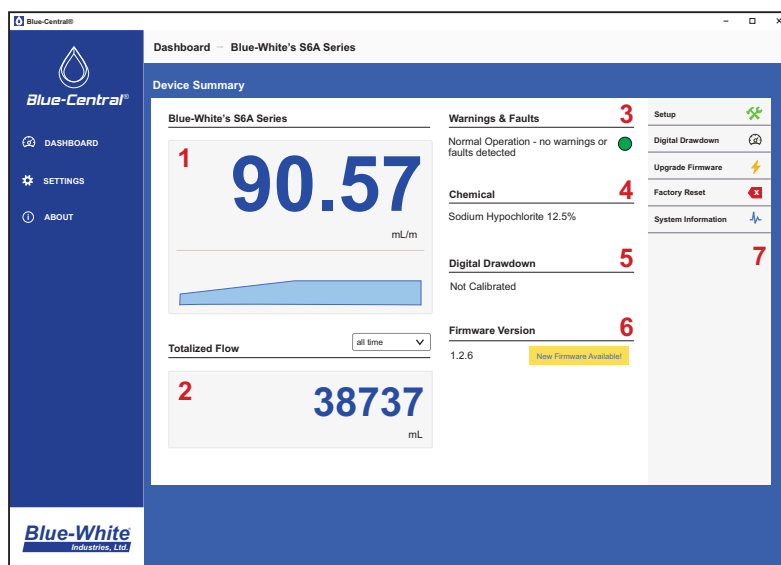 Blue-Central®
Dashboard → Blue-White's S6A Series
Blue-Central®
DASHBOARD
SETTINGS
ABOUT
Blue-White
Industries, Ltd.
Device Summary
Blue-White's S6A Series
1
90.57
mL/m
Totalized Flow
all time
2
38737
mL
Warnings & Faults
3
Normal Operation - no warnings or
faults detected
Chemical
4
Sodium Hypochlorite 12.5%
Digital Drawdown
5
Not Calibrated
Firmware Version
6
1.2.6
New Firmware Available!
Setup
Digital Drawdown
Upgrade Firmware
Factory Reset
X
System Information
7